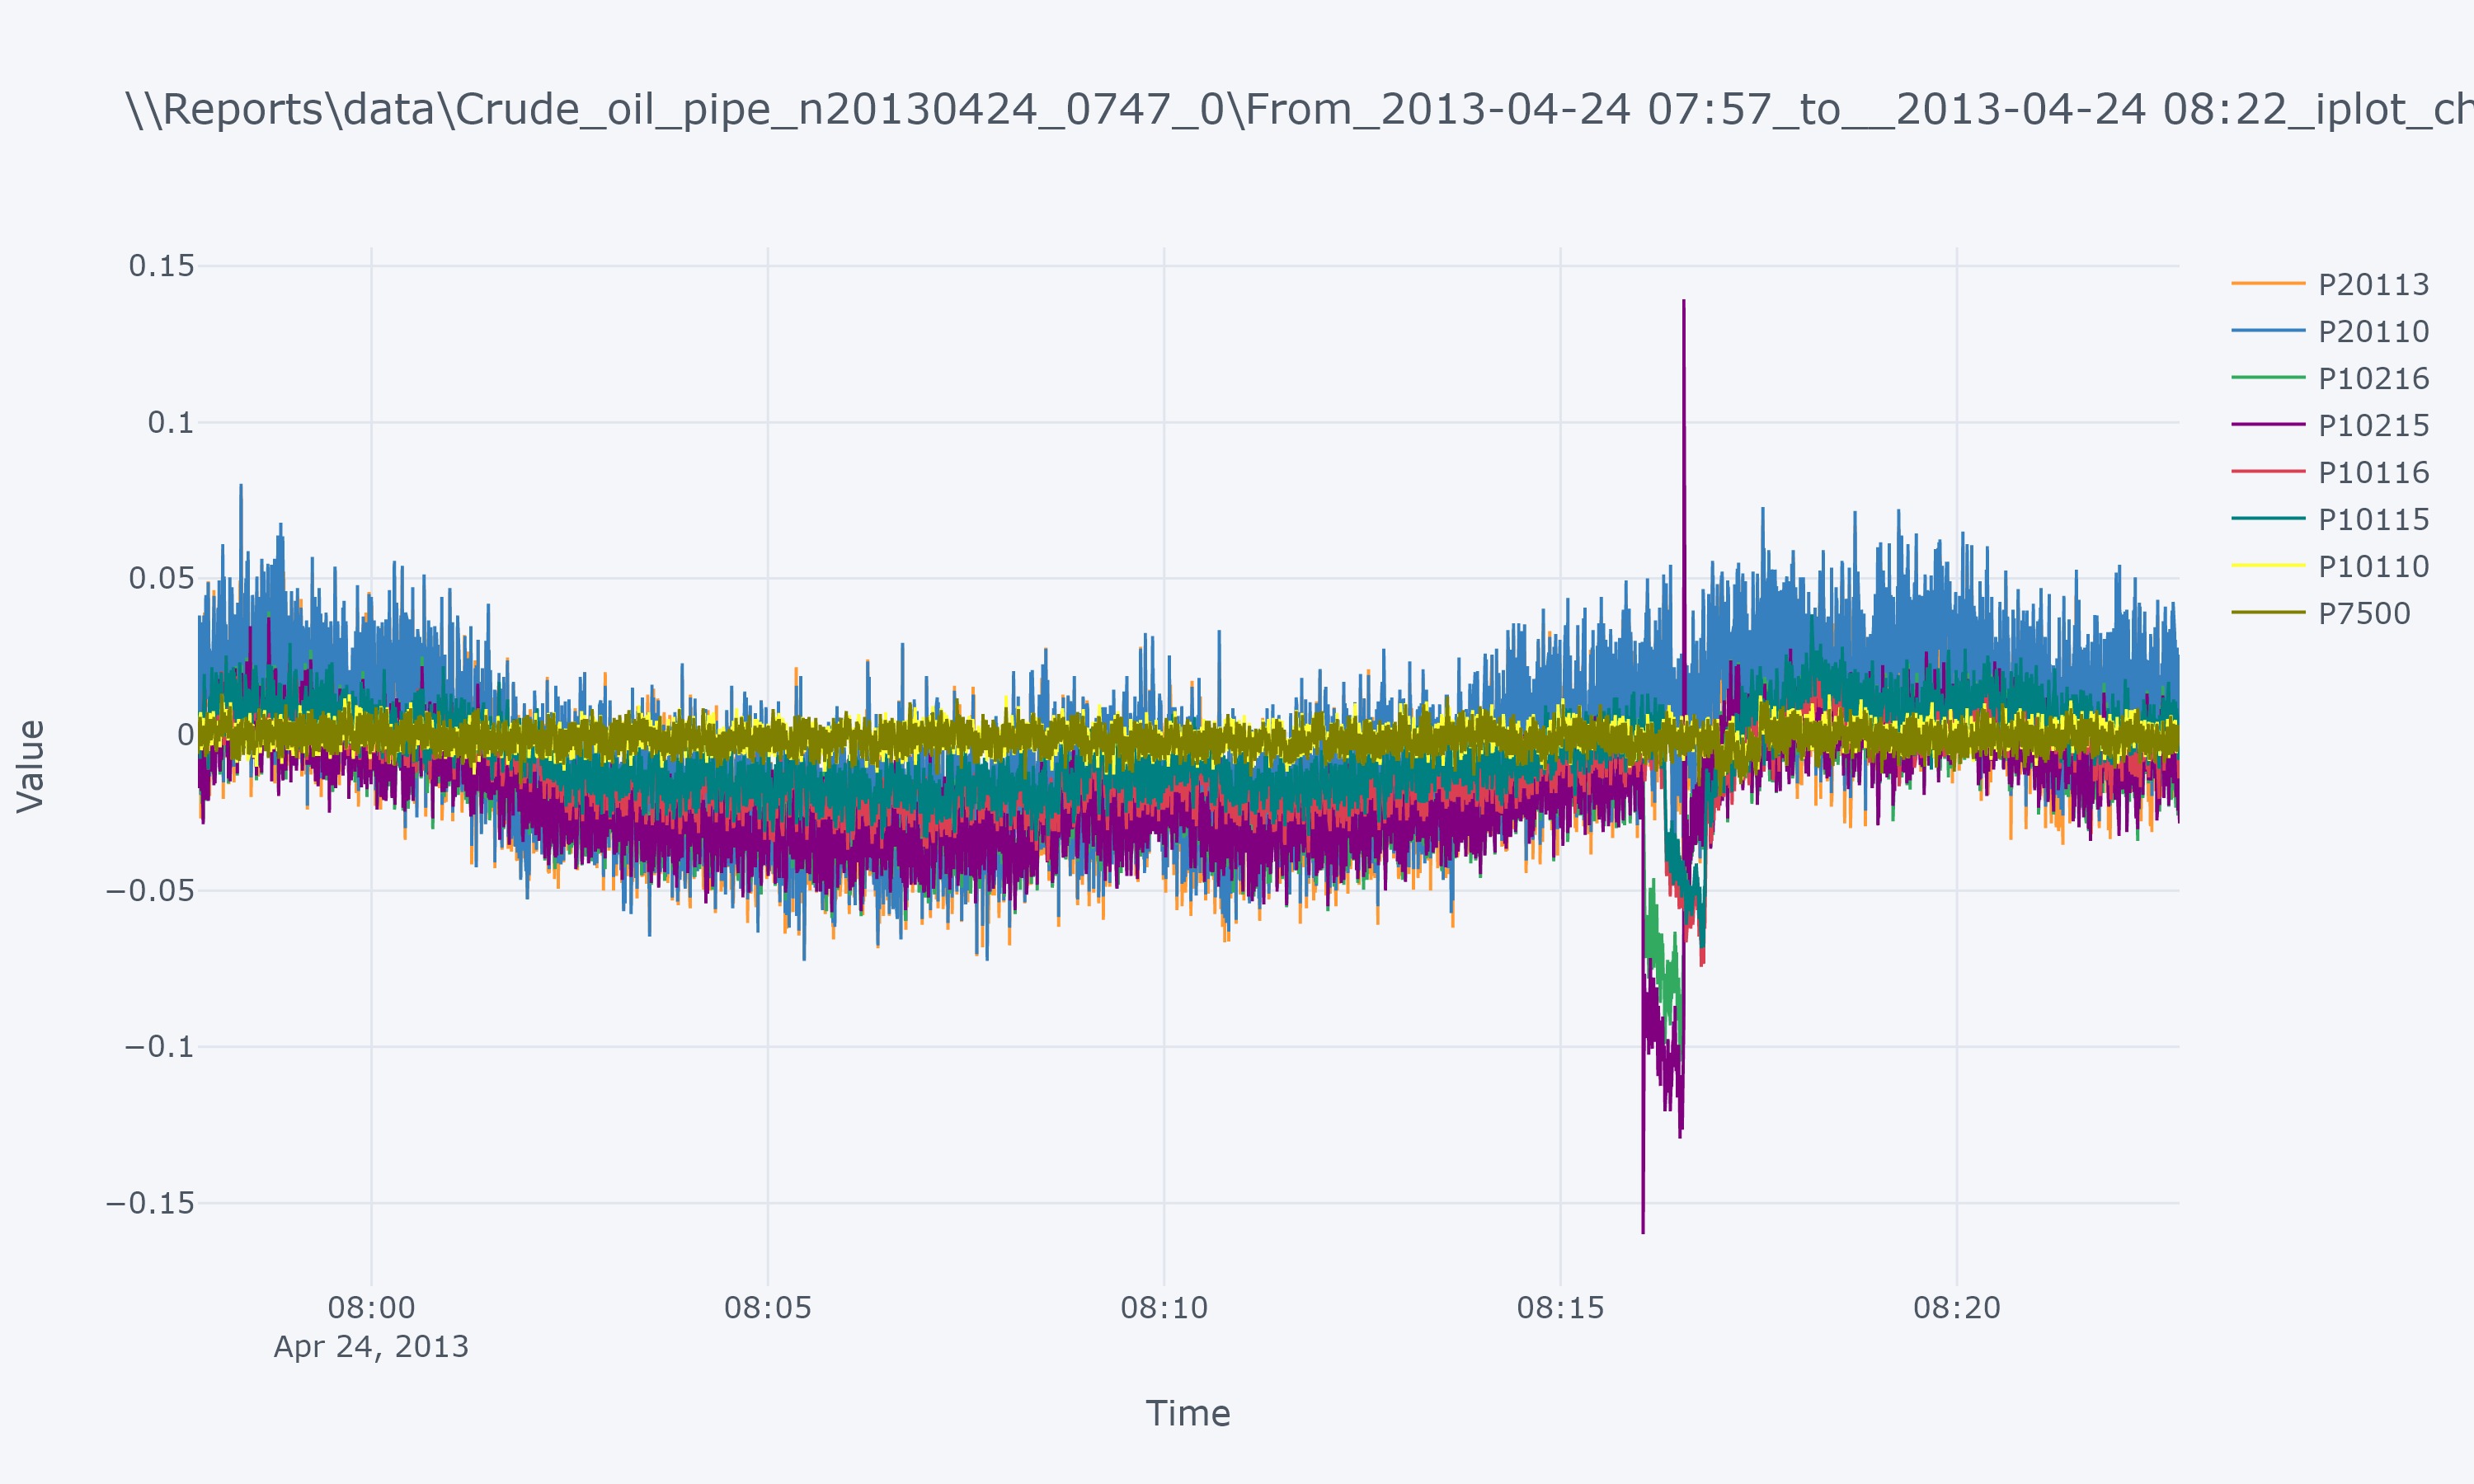 \\Reports\data\Crude_oil_pipe_n20130424_0747_0\From_2013-04-24 07:57_to__2013-04-24 08:22_iplot_ch
0.15
0.1
0.05
0
−0.05
−0.1
−0.15
Value
08:00
Apr 24, 2013
08:05
08:10
08:15
08:20
Time
P20113
P20110
P10216
P10215
P10116
P10115
P10110
P7500